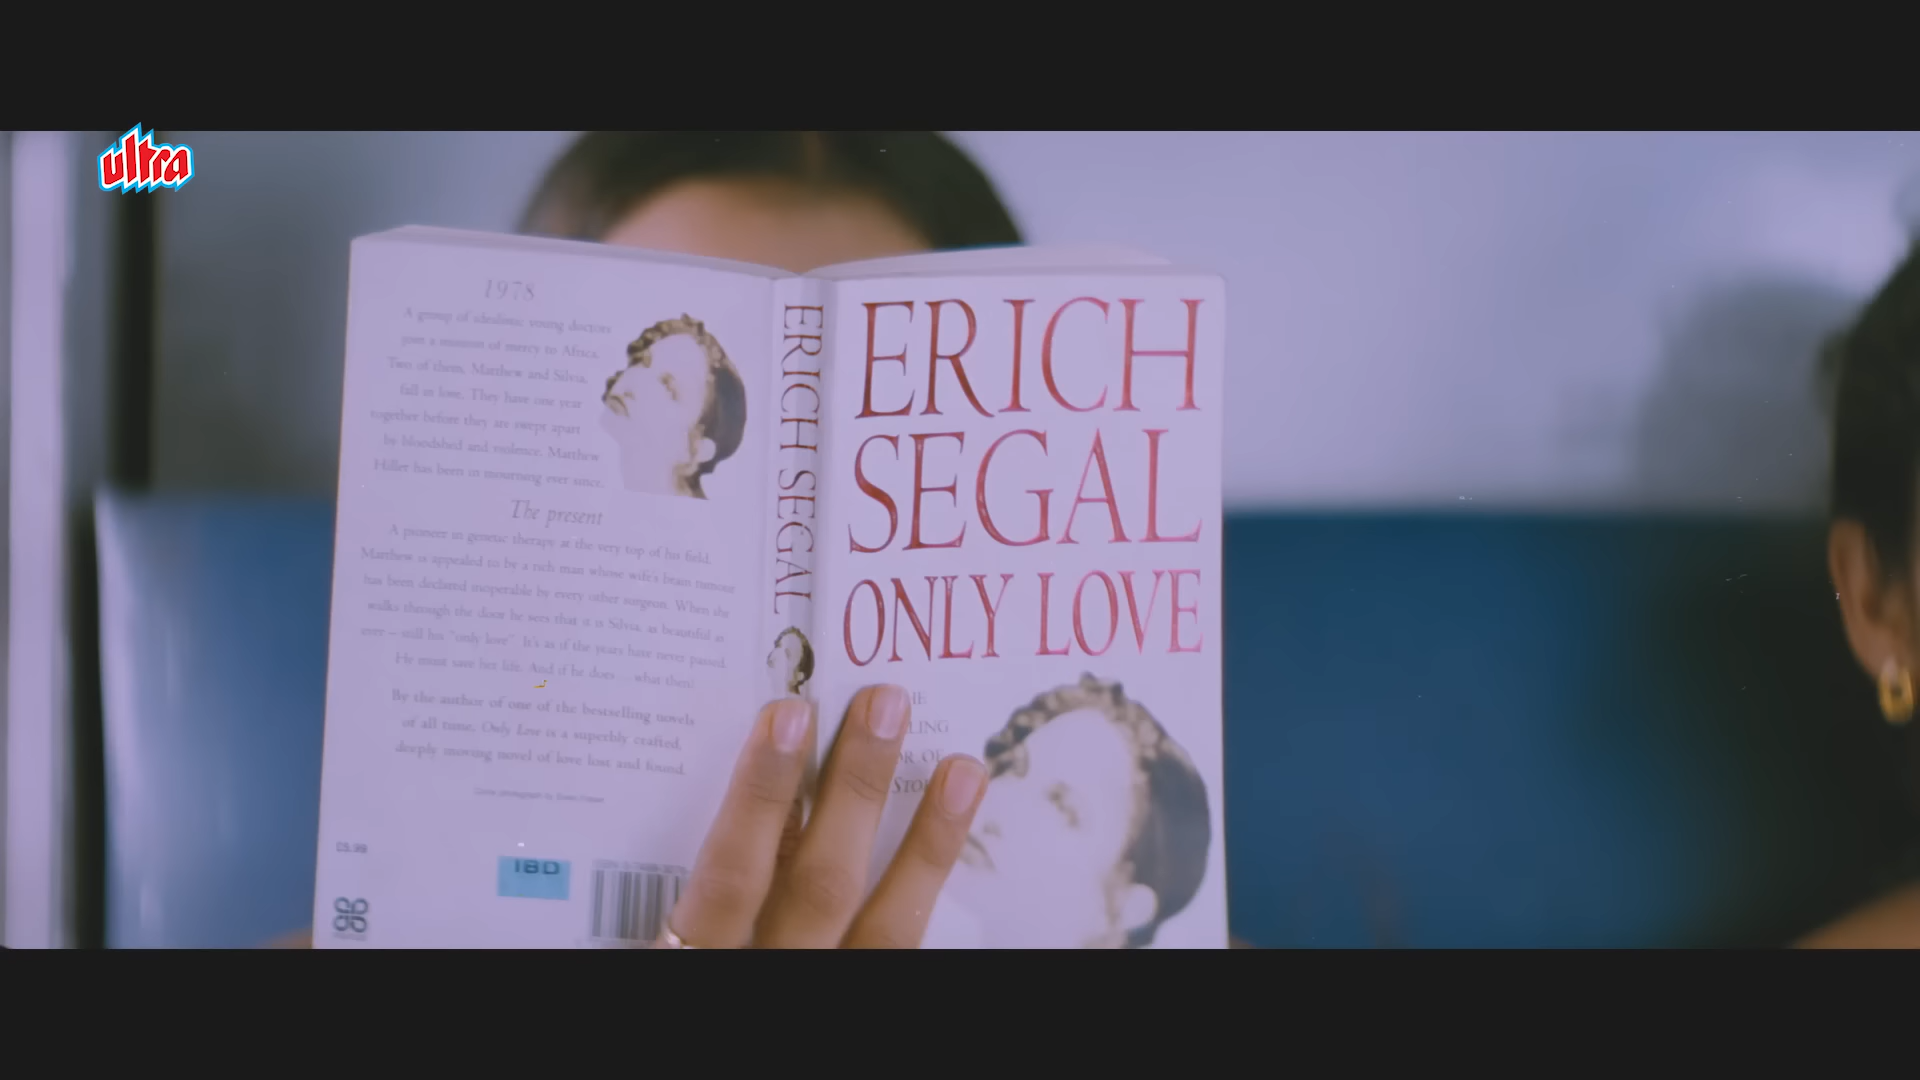 ultra
1978
A group of idealistic young doctors
join a mission of mercy to Africa.
Two of them, Matthew and Silvia,
fall in love. They have one year
together before they are swept apart
by bloodshed and violence. Matthew
Hiller has been in mourning ever since.
The present
A pioneer in genetic therapy at the very top of his field,
Matthew is appealed to by a rich man whose wife's brain tumour
has been declared inoperable by every other surgeon. When she
walks through the door he sees that it is Silvia, as beautiful as
ever – still his "only love". It's as if the years have never passed.
He must save her life. And if he does . . . what then?
By the author of one of the bestselling novels
of all time, Only Love is a superbly crafted,
deeply moving novel of love lost and found.
£5.99
IBD
ERICH SEGAL
ERICH
SEGAL
ONLY LOVE
HE
LLING
OR OF
STO